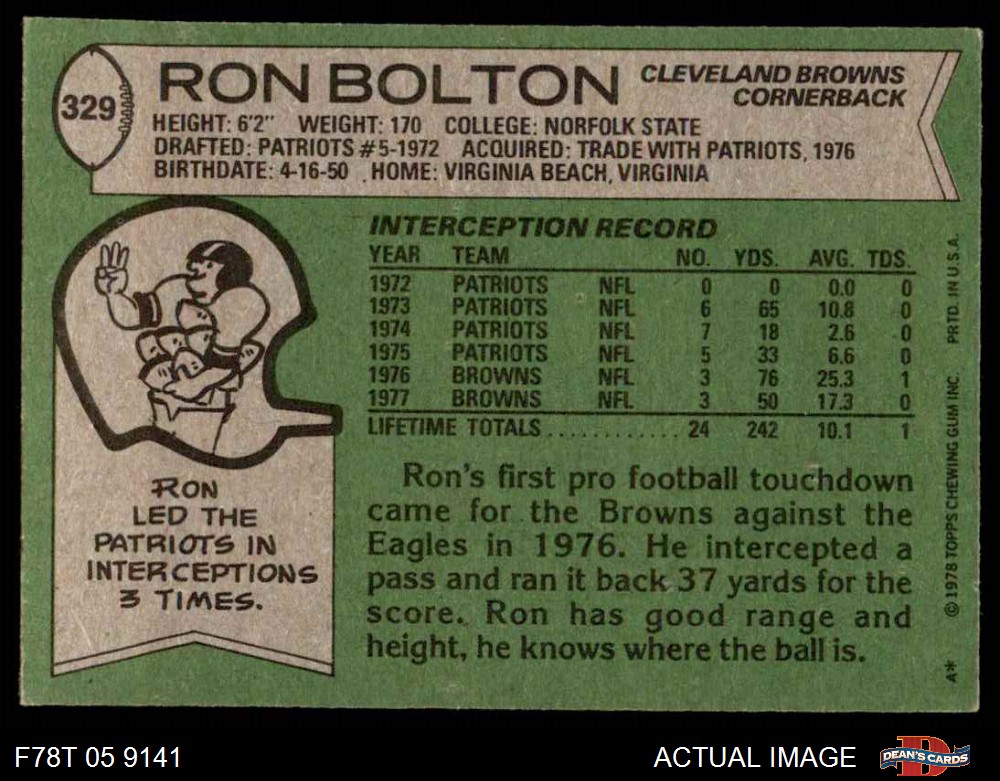 329
RON BOLTON
CLEVELAND BROWNS
CORNERBACK
HEIGHT: 6'2" WEIGHT: 170 COLLEGE: NORFOLK STATE
DRAFTED: PATRIOTS #5-1972 ACQUIRED: TRADE WITH PATRIOTS, 1976
BIRTHDATE: 4-16-50 HOME: VIRGINIA BEACH, VIRGINIA
INTERCEPTION RECORD
YEAR TEAM NO. YDS. AVG. TDS.
1972 PATRIOTS NFL 0 0 0.0 0
1973 PATRIOTS NFL 6 65 10.8 0
1974 PATRIOTS NFL 7 18 2.6 0
1975 PATRIOTS NFL 5 33 6.6 0
1976 BROWNS NFL 3 76 25.3 1
1977 BROWNS NFL 3 50 17.3 0
LIFETIME TOTALS............ 24 242 10.1 1
RON
LED THE
PATRIOTS IN
INTERCEPTIONS
3 TIMES.
Ron's first pro football touchdown
came for the Browns against the
Eagles in 1976. He intercepted a
pass and ran it back 37 yards for the
score. Ron has good range and
height, he knows where the ball is.
A* © 1978 TOPPS CHEWING GUM INC. PRTD. IN U.S.A.
F78T 05 9141
ACTUAL IMAGE
D
DEAN'S CARDS